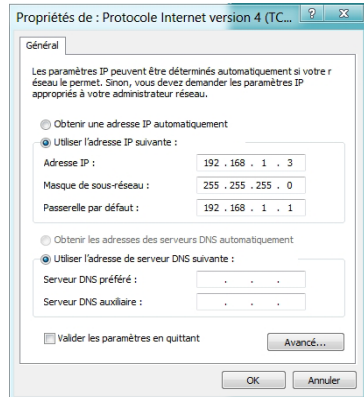 Propriétés de : Protocole Internet version 4 (TC...
Général
Les paramètres IP peuvent être déterminés automatiquement si votre r
éseau le permet. Sinon, vous devez demander les paramètres IP
appropriés à votre administrateur réseau.
Obtenir une adresse IP automatiquement
Utiliser l'adresse IP suivante :
Adresse IP : 192 . 168 . 1 . 3
Masque de sous-réseau : 255 . 255 . 255 . 0
Passerelle par défaut : 192 . 168 . 1 . 1
Obtenir les adresses des serveurs DNS automatiquement
Utiliser l'adresse de serveur DNS suivante :
Serveur DNS préféré : . . .
Serveur DNS auxiliaire : . . .
Valider les paramètres en quittant
Avancé...
OK Annuler